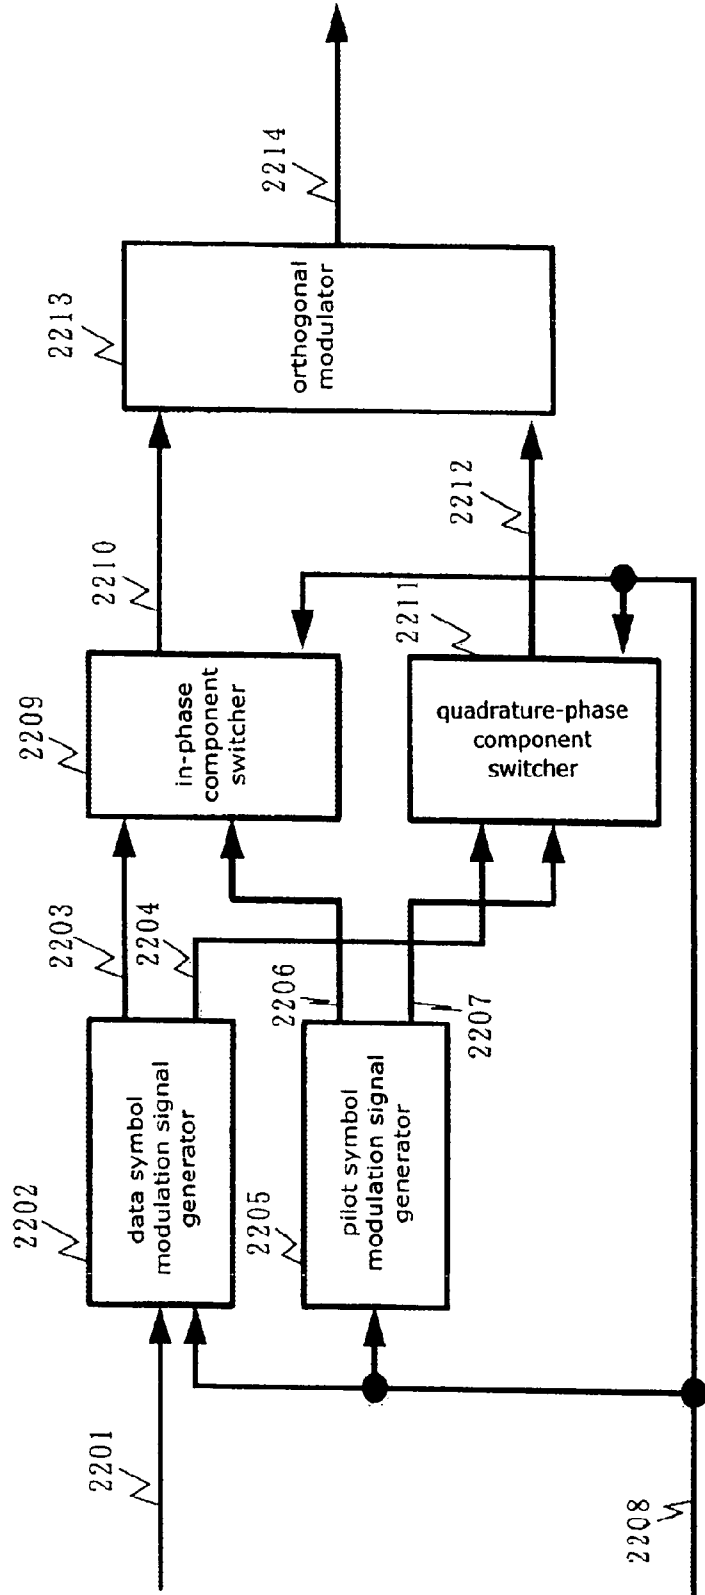 2201
2202
data symbol
modulation signal
generator
2203
2204
2205
pilot symbol
modulation signal
generator
2206
2207
2208
2209
in-phase
component
switcher
2210
2211
quadrature-phase
component
switcher
2212
2213
orthogonal
modulator
2214